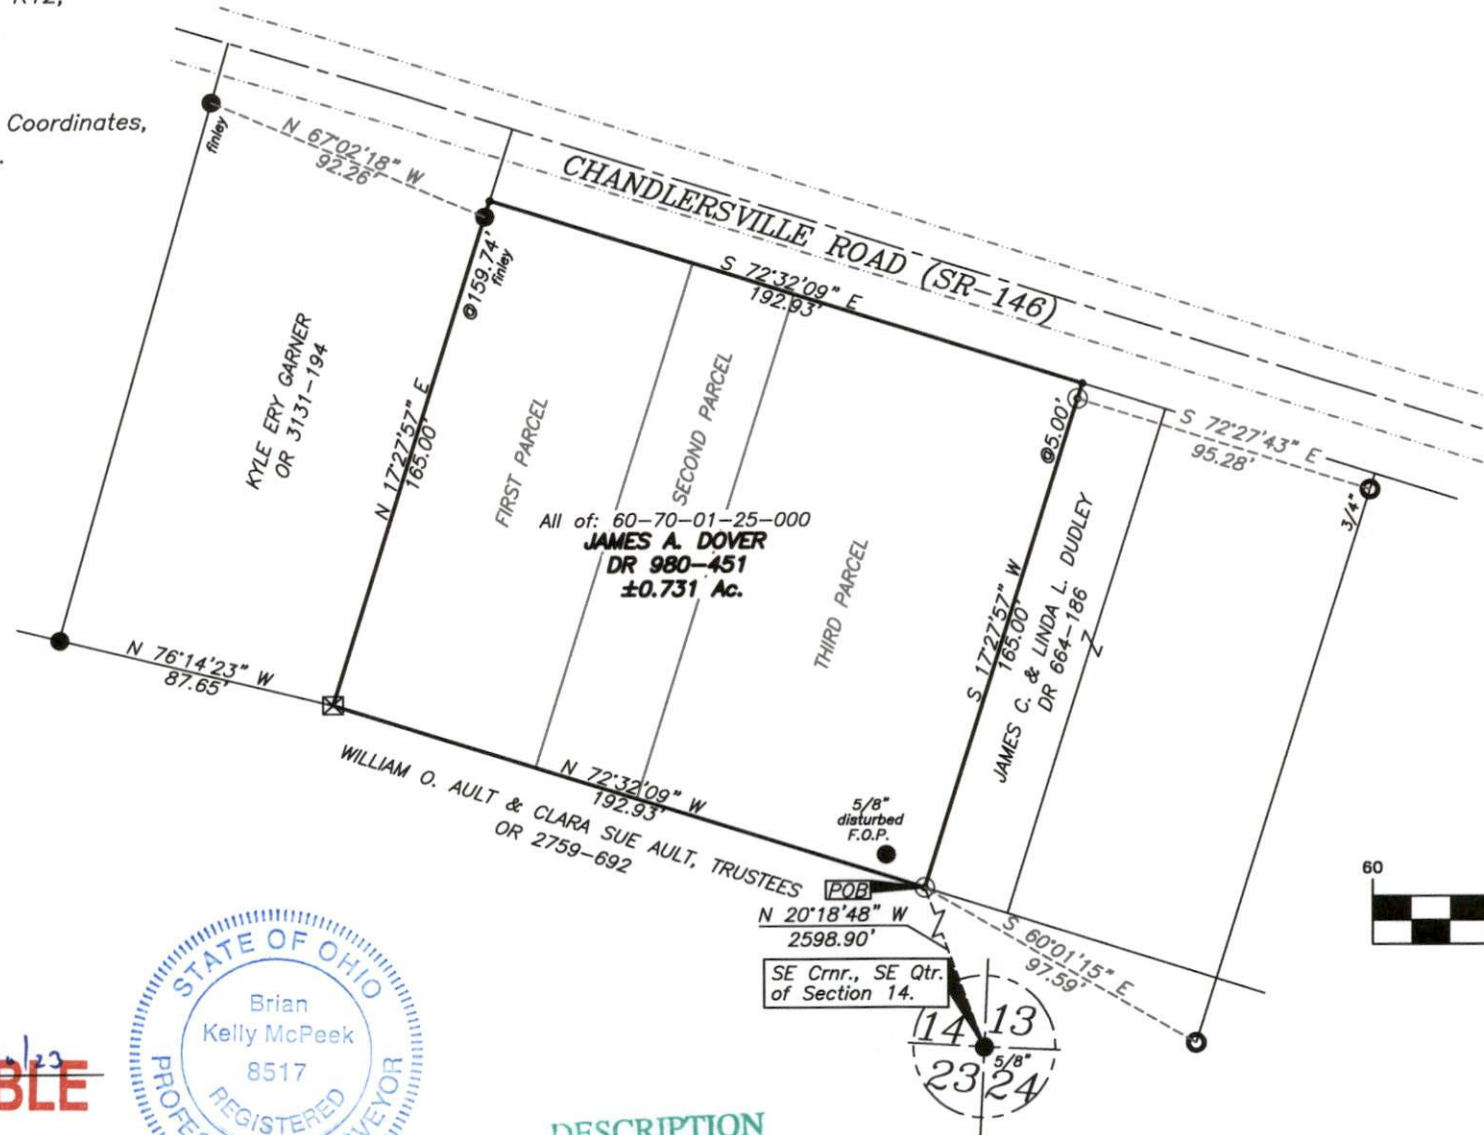 Coordinates,
finley
N 67°02'18" W
92.26'
CHANDLERSVILLE ROAD (SR-146)
@159.74'
finley
S 72°32'09" E
192.93'
KYLE ERY GARNER
OR 3131-194
N 17°27'57" E
165.00'
FIRST PARCEL
SECOND PARCEL
THIRD PARCEL
All of: 60-70-01-25-000
JAMES A. DOVER
DR 980-451
±0.731 Ac.
@5.00'
S 72°27'43" E
95.28'
3/4"
S 17°27'57" W
165.00'
JAMES C. & LINDA L. DUDLEY
DR 664-186
Z
N 76°14'23" W
87.65'
N 72°32'09" W
192.93'
WILLIAM O. AULT & CLARA SUE AULT, TRUSTEES
OR 2759-692
5/8"
disturbed
F.O.P.
POB
N 20°18'48" W
2598.90'
S 60°01'15" E
97.59'
SE Crnr., SE Qtr.
of Section 14.
14 13
5/8"
23 24
60
STATE OF OHIO
Brian
Kelly McPeek
8517
REGISTERED
DESCRIPTION